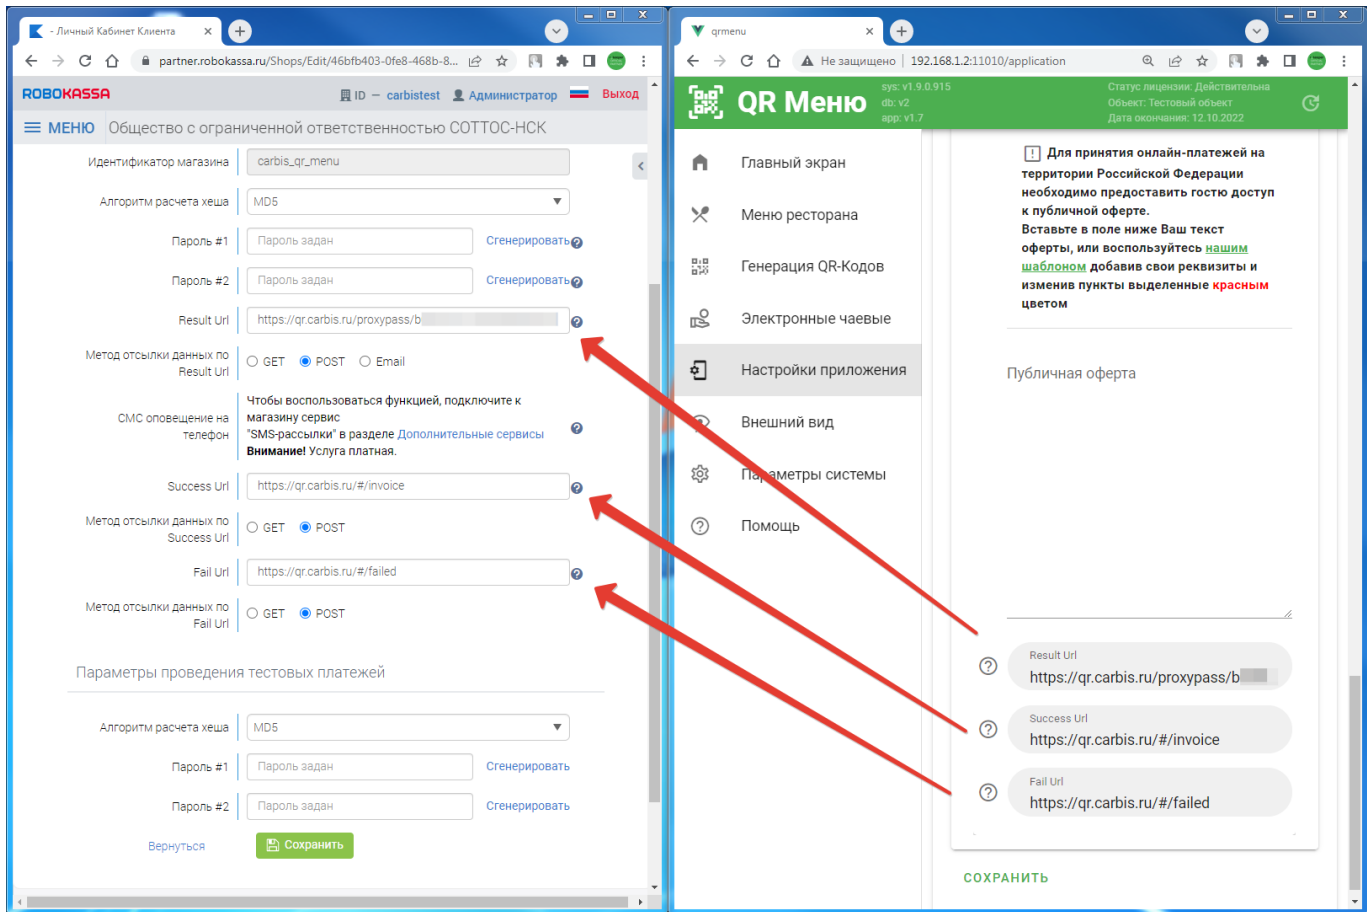 - Личный Кабинет Клиента
partner.robokassa.ru/Shops/Edit/46bfb403-0fe8-468b-8...
ROBOKASSA
ID — carbistest Администратор Выход
МЕНЮ Общество с ограниченной ответственностью СОТТОС-НСК
Идентификатор магазина carbis_qr_menu
Алгоритм расчета хеша MD5
Пароль #1 Пароль задан Сгенерировать
Пароль #2 Пароль задан Сгенерировать
Result Url https://qr.carbis.ru/proxypass/b
Метод отсылки данных по
Result Url
GET POST Email
СМС оповещение на
телефон
Чтобы воспользоваться функцией, подключите к
магазину сервис
"SMS-рассылки" в разделе Дополнительные сервисы
Внимание! Услуга платная.
Success Url https://qr.carbis.ru/#/invoice
Метод отсылки данных по
Success Url
GET POST
Fail Url https://qr.carbis.ru/#/failed
Метод отсылки данных по
Fail Url
GET POST
Параметры проведения тестовых платежей
Алгоритм расчета хеша MD5
Пароль #1 Пароль задан Сгенерировать
Пароль #2 Пароль задан Сгенерировать
Вернуться Сохранить
qrmenu
Не защищено 192.168.1.2:11010/application
QR Меню
sys: v1.9.0.915
db: v2
app: v1.7
Статус лицензии: Действительна
Объект: Тестовый объект
Дата окончания: 12.10.2022
Главный экран
Меню ресторана
Генерация QR-Кодов
Электронные чаевые
Настройки приложения
Внешний вид
Параметры системы
Помощь
Для принятия онлайн-платежей на
территории Российской Федерации
необходимо предоставить гостю доступ
к публичной оферте.
Вставьте в поле ниже Ваш текст
оферты, или воспользуйтесь нашим
шаблоном добавив свои реквизиты и
изменив пункты выделенные красным
цветом
Публичная оферта
Result Url
https://qr.carbis.ru/proxypass/b
Success Url
https://qr.carbis.ru/#/invoice
Fail Url
https://qr.carbis.ru/#/failed
СОХРАНИТЬ